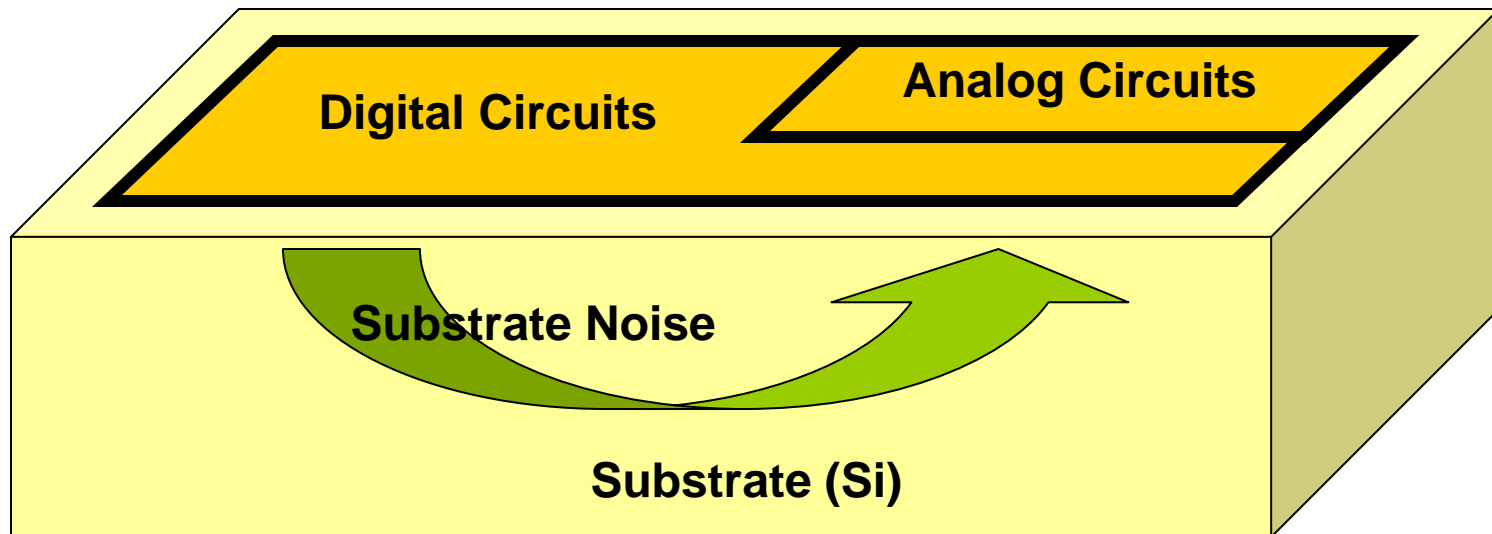 Analog Circuits
Digital Circuits
Substrate Noise
Substrate (Si)